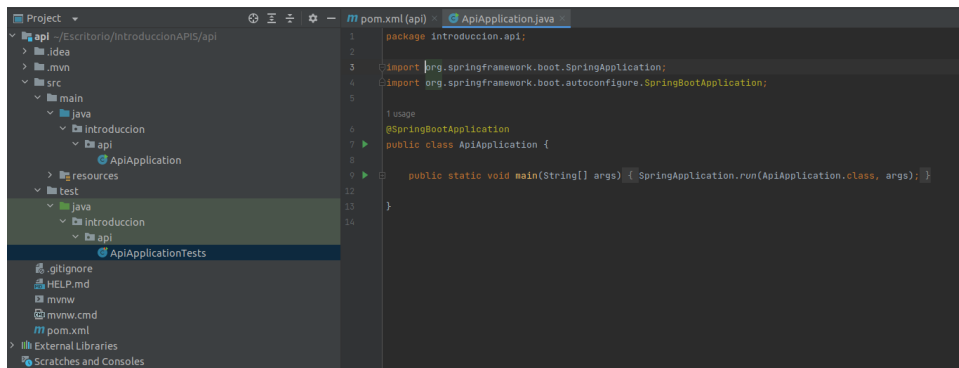 Project
pom.xml (api)
ApiApplication.java
api ~/Escritorio/IntroduccionAPIS/api
.idea
.mvn
src
main
java
introduccion
api
ApiApplication
resources
test
java
introduccion
api
ApiApplicationTests
.gitignore
HELP.md
mvnw
mvnw.cmd
pom.xml
External Libraries
Scratches and Consoles
1 package introduccion.api;
2
3 import org.springframework.boot.SpringApplication;
4 import org.springframework.boot.autoconfigure.SpringBootApplication;
5
1 usage
6 @SpringBootApplication
7 public class ApiApplication {
8
9 public static void main(String[] args) { SpringApplication.run(ApiApplication.class, args); }
12
13 }
14